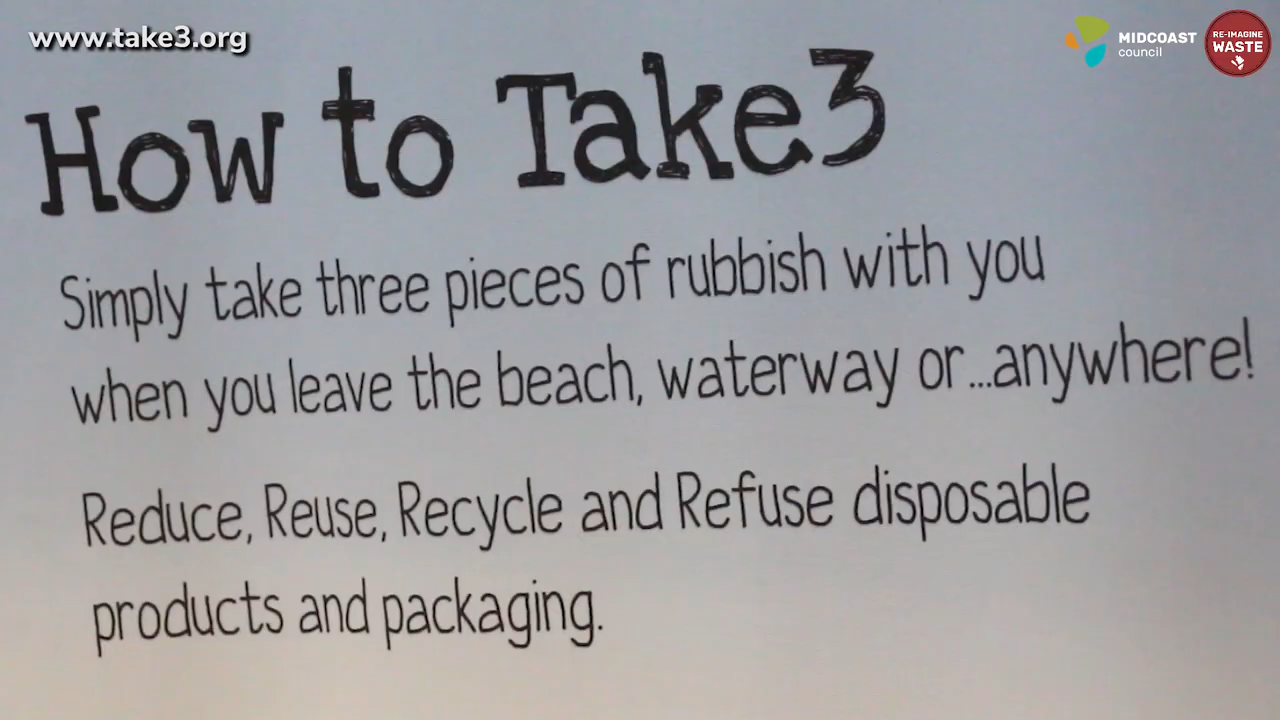 www.take3.org
MIDCOAST
council
RE-IMAGINE
WASTE
How to Take3
Simply take three pieces of rubbish with you
when you leave the beach, waterway or...anywhere!
Reduce, Reuse, Recycle and Refuse disposable
products and packaging.